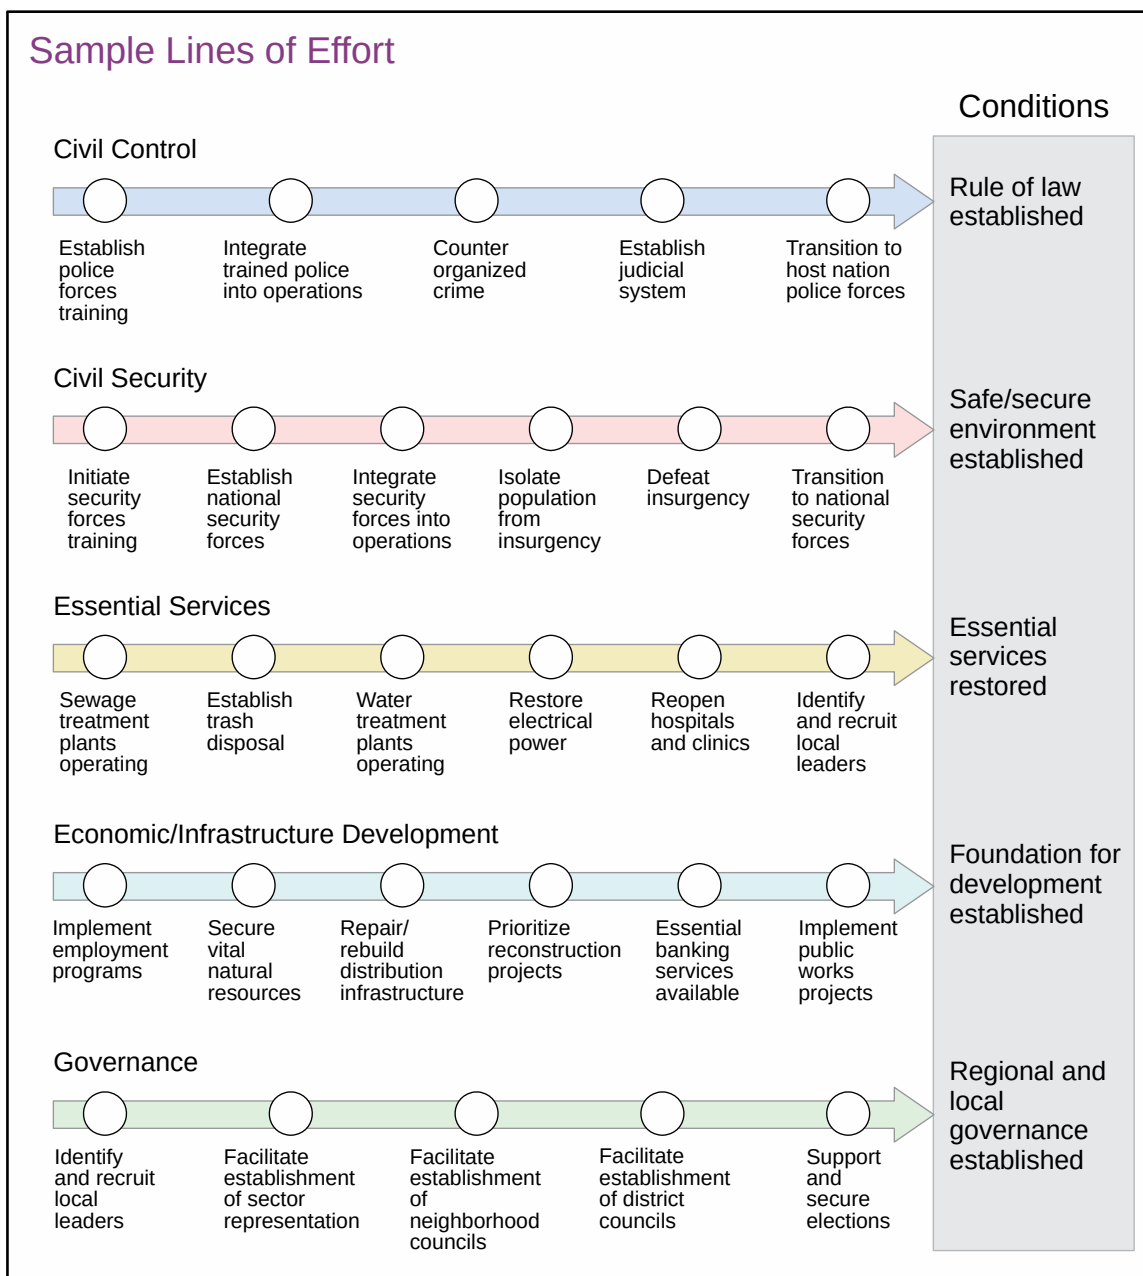 Sample Lines of Effort
Conditions
Civil Control
Establish
police
forces
training
Integrate
trained police
into operations
Counter
organized
crime
Establish
judicial
system
Transition to
host nation
police forces
Rule of law
established
Civil Security
Initiate
security
forces
training
Establish
national
security
forces
Integrate
security
forces into
operations
Isolate
population
from
insurgency
Defeat
insurgency
Transition
to national
security
forces
Safe/secure
environment
established
Essential Services
Sewage
treatment
plants
operating
Establish
trash
disposal
Water
treatment
plants
operating
Restore
electrical
power
Reopen
hospitals
and clinics
Identify
and recruit
local
leaders
Essential
services
restored
Economic/Infrastructure Development
Implement
employment
programs
Secure
vital
natural
resources
Repair/
rebuild
distribution
infrastructure
Prioritize
reconstruction
projects
Essential
banking
services
available
Implement
public
works
projects
Foundation for
development
established
Governance
Identify
and recruit
local
leaders
Facilitate
establishment
of sector
representation
Facilitate
establishment
of
neighborhood
councils
Facilitate
establishment
of district
councils
Support
and
secure
elections
Regional and
local
governance
established